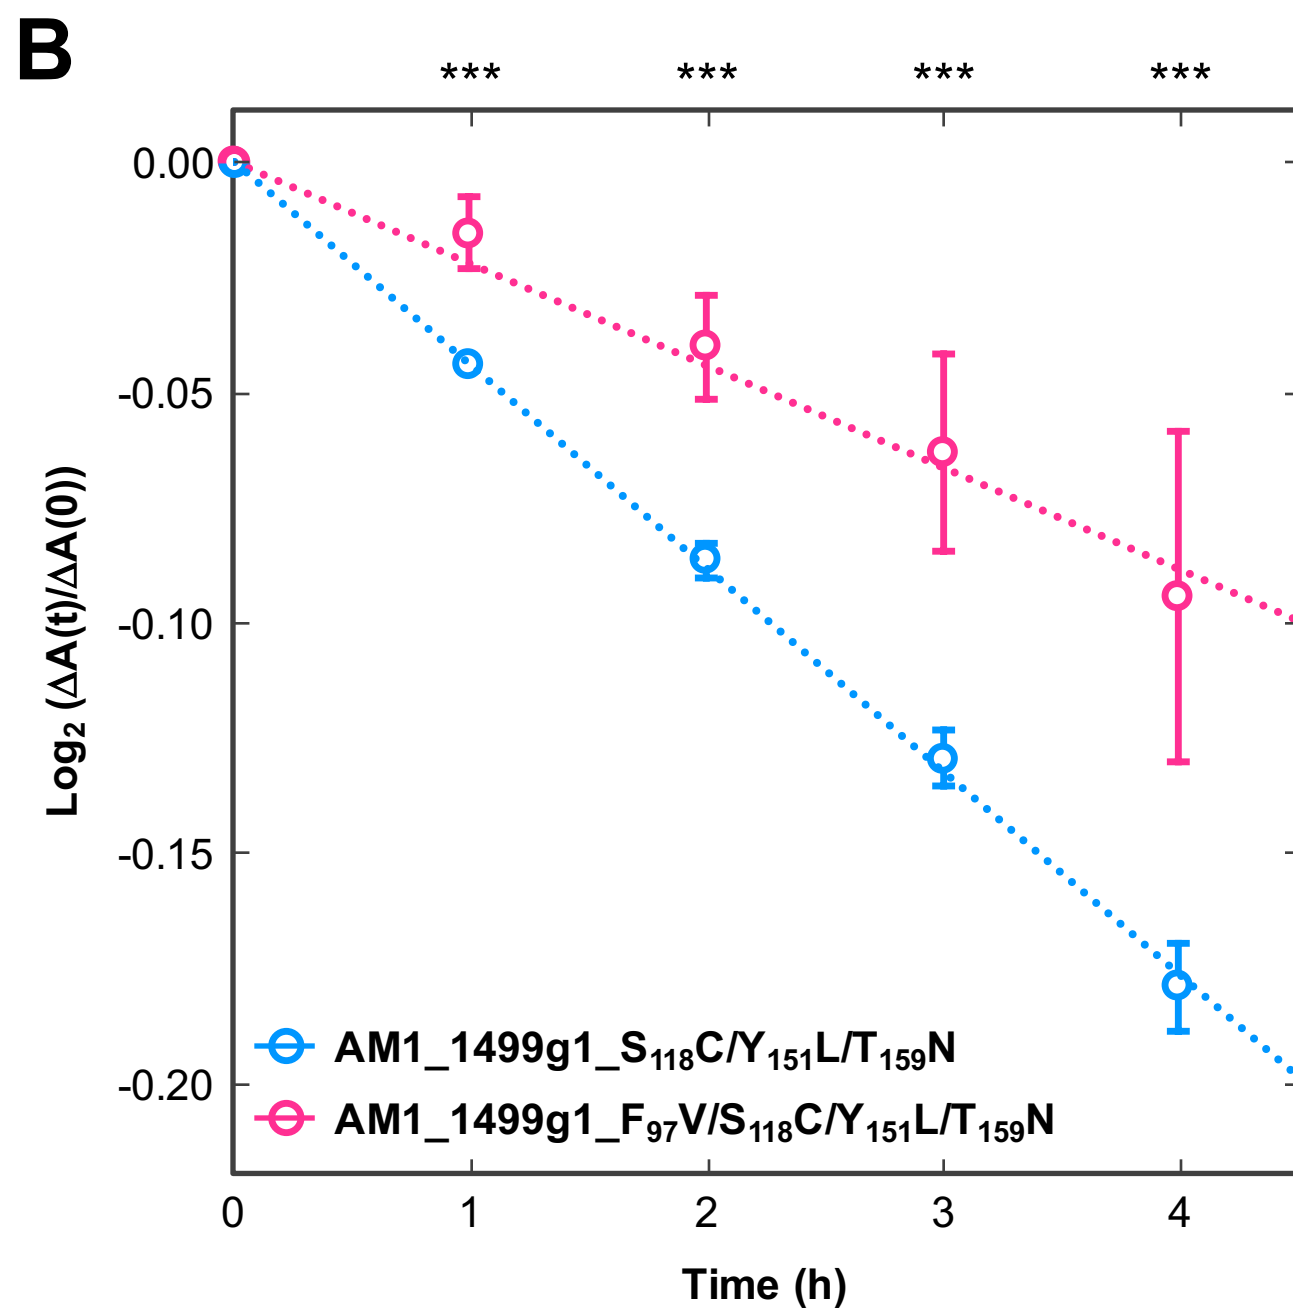 B
*** *** *** ***
0.00
-0.05
-0.10
-0.15
-0.20
Log₂ (ΔA(t)/ΔA(0))
AM1_1499g1_S₁₁₈C/Y₁₅₁L/T₁₅₉N
AM1_1499g1_F₉₇V/S₁₁₈C/Y₁₅₁L/T₁₅₉N
0 1 2 3 4
Time (h)